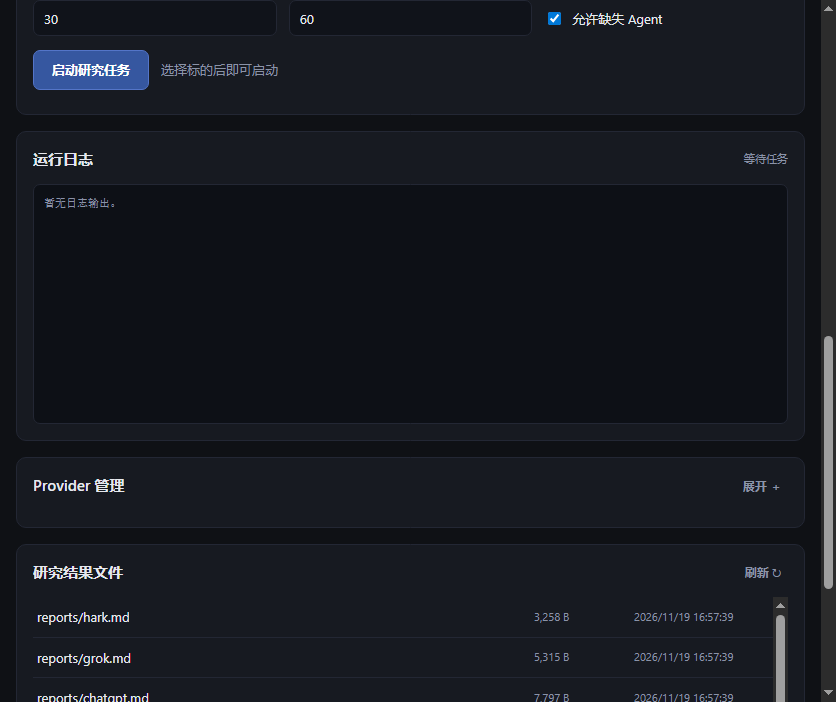 30 60 允许缺失 Agent
启动研究任务 选择标的后即可启动
运行日志 等待任务
暂无日志输出。
Provider 管理 展开 +
研究结果文件 刷新 ↻
reports/hark.md 3,258 B 2026/11/19 16:57:39
reports/grok.md 5,315 B 2026/11/19 16:57:39
reports/chatgpt.md 7,797 B 2026/11/19 16:57:39